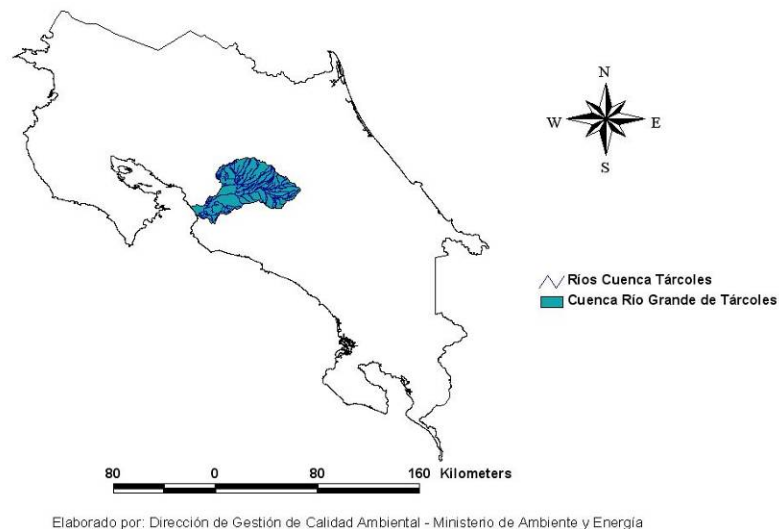 N
W E
S
Ríos Cuenca Tárcoles
Cuenca Río Grande de Tárcoles
80 0 80 160 Kilometers
Elaborado por: Dirección de Gestión de Calidad Ambiental - Ministerio de Ambiente y Energía